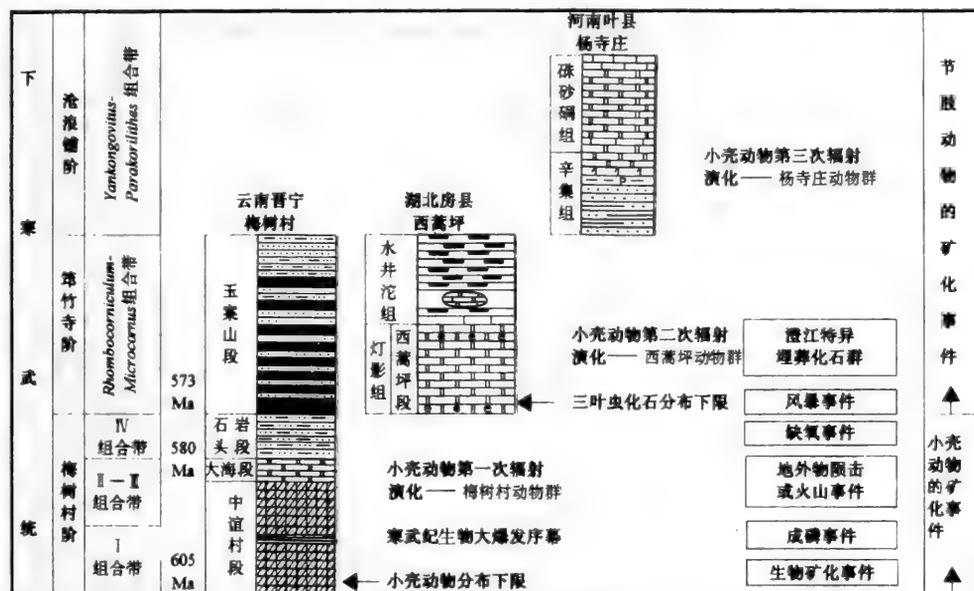 下寒武统
沧浪铺阶
筇竹寺阶
梅树村阶
Yankongovitus-
Parakorilithes 组合带
Rhombocorniculum-
Microcornus 组合带
Ⅳ
组合带
Ⅱ—Ⅲ
组合带
Ⅰ
组合带
573
Ma
580
Ma
605
Ma
云南晋宁
梅树村
玉案山段
石岩
头段
大海段
中谊村段
湖北房县
西蒿坪
水井沱组
灯影组
西蒿坪段
河南叶县
杨寺庄
硃砂硐组
辛集组
P
小壳动物第三次辐射
演化——杨寺庄动物群
小壳动物第二次辐射
演化——西蒿坪动物群
三叶虫化石分布下限
小壳动物第一次辐射
演化——梅树村动物群
寒武纪生物大爆发序幕
小壳动物分布下限
澄江特异
埋葬化石群
风暴事件
缺氧事件
地外物陨击
或火山事件
成磷事件
生物矿化事件
节肢动物的矿化事件
小壳动物的矿化事件